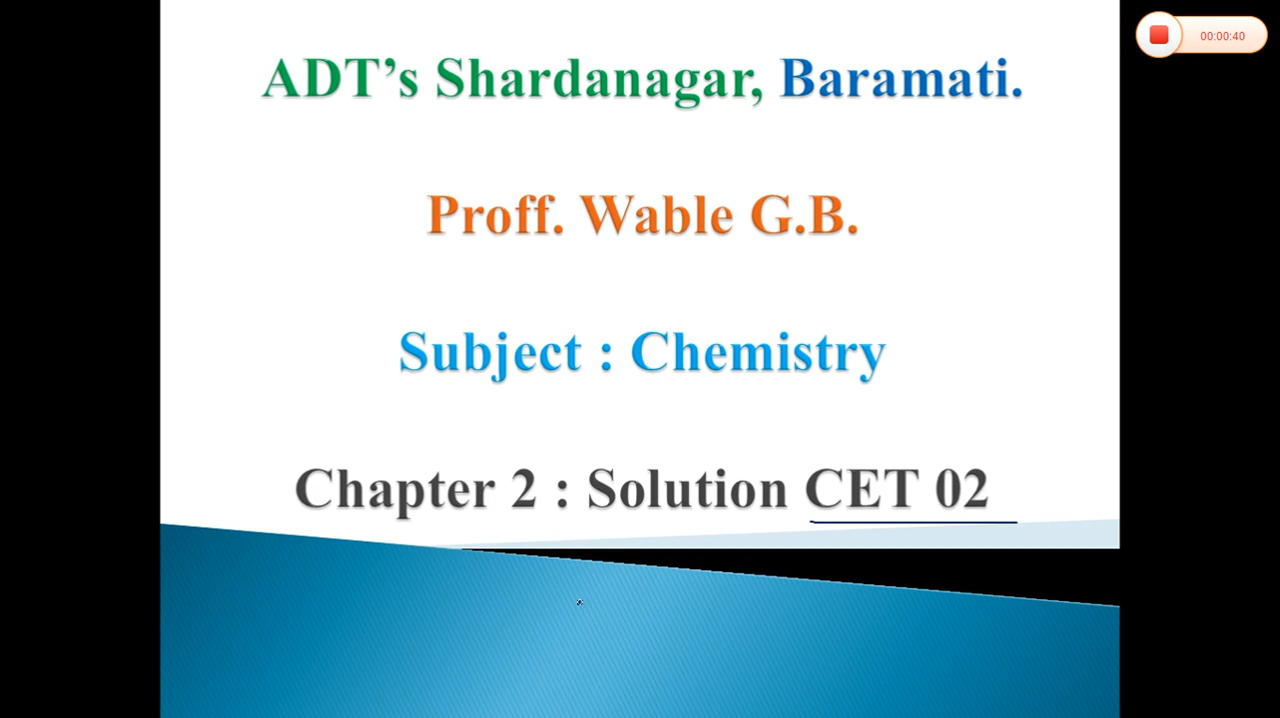 ADT’s Shardanagar, Baramati.
Proff. Wable G.B.
Subject : Chemistry
Chapter 2 : Solution CET 02
00:00:40